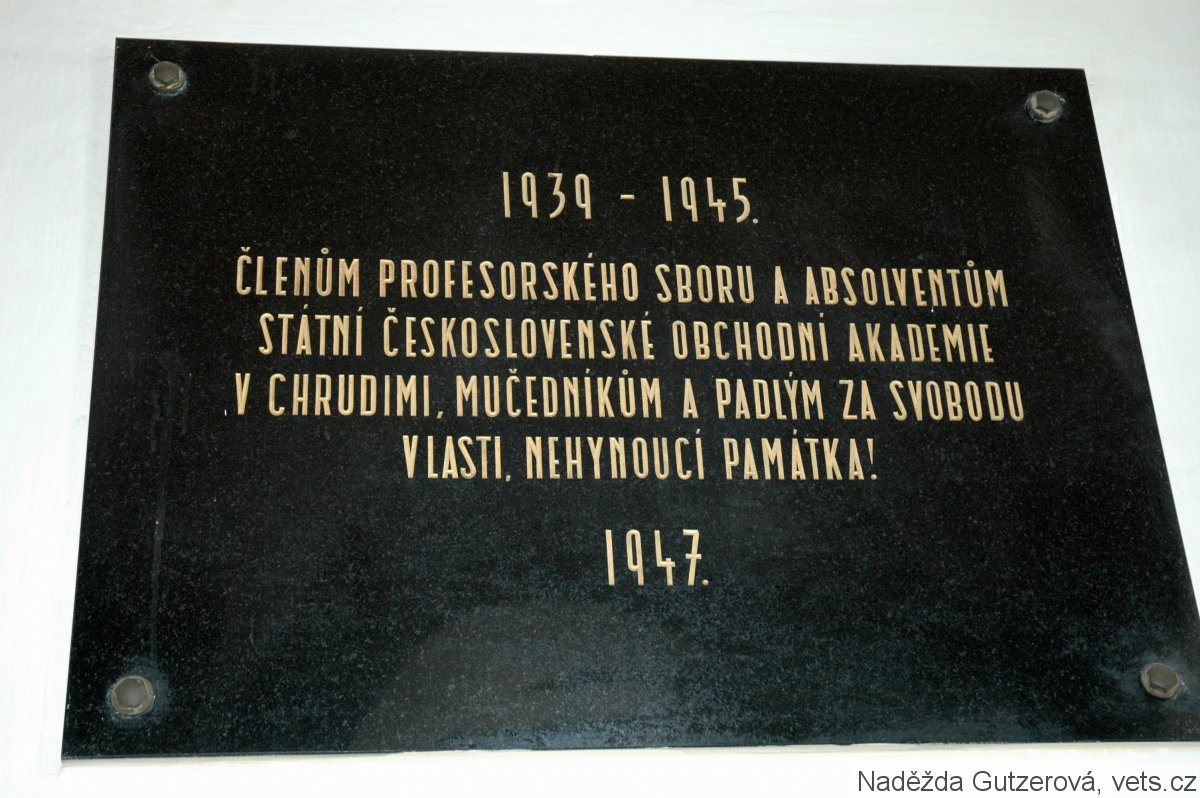 1939 - 1945.
ČLENŮM PROFESORSKÉHO SBORU A ABSOLVENTŮM
STÁTNÍ ČESKOSLOVENSKÉ OBCHODNÍ AKADEMIE
V CHRUDIMI, MUČEDNÍKŮM A PADLÝM ZA SVOBODU
VLASTI, NEHYNOUCÍ PAMÁTKA!
1947.
Naděžda Gutzerová, vets.cz